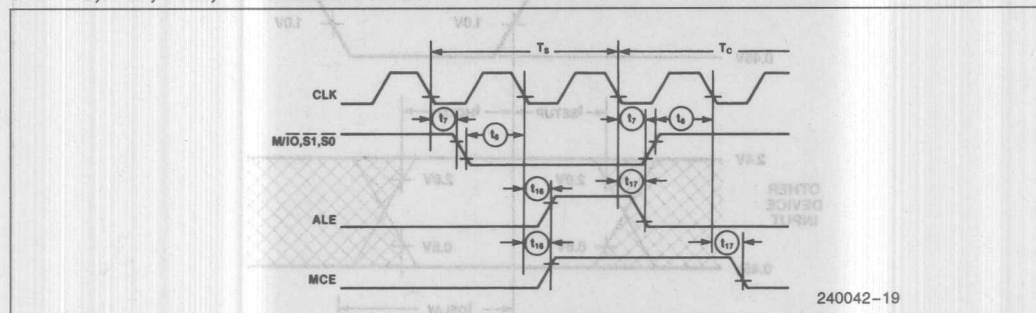 Ts Tc
CLK
t7 t7 t6
M/IO,S1,S0 t6
t16 t17
ALE
t16 t17
MCE
240042–19